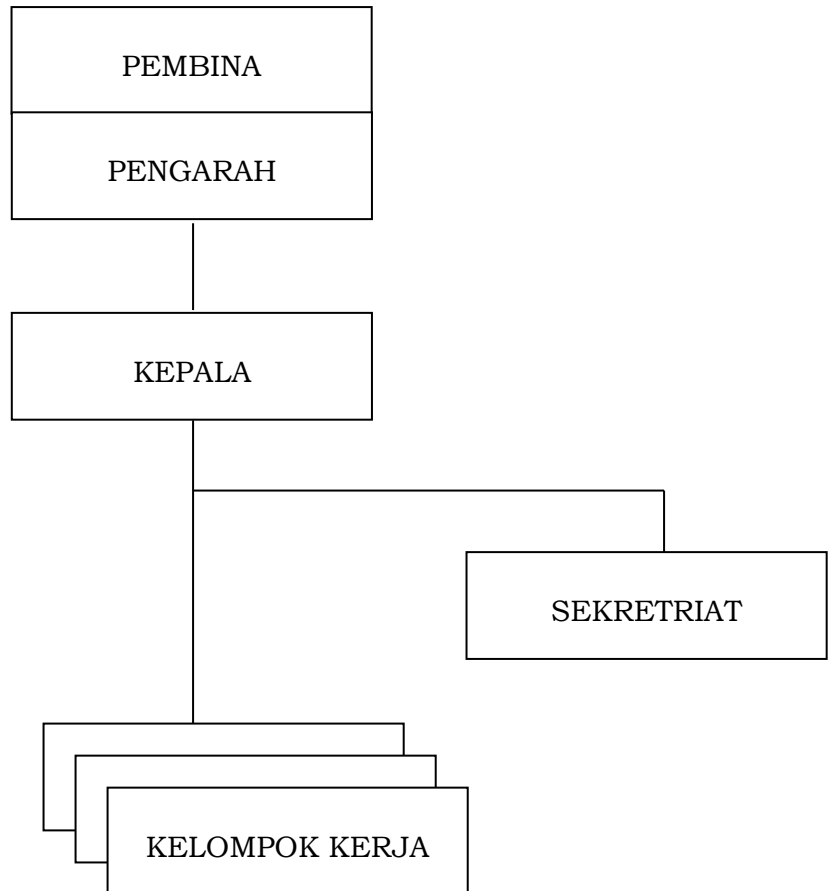 PEMBINA
PENGARAH
KEPALA
SEKRETRIAT
KELOMPOK KERJA